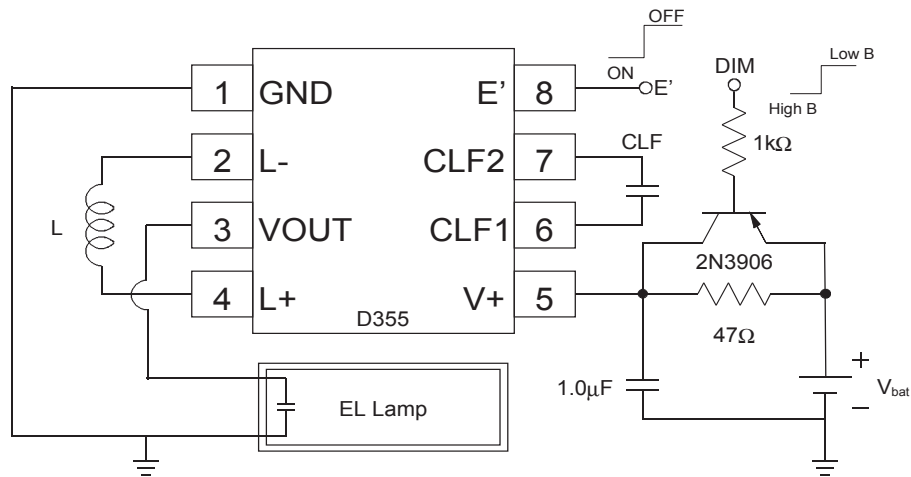 OFF
ON
E'
DIM
Low B
High B
1kΩ
1 GND
E' 8
2 L-
CLF2 7
CLF
L
3 VOUT
CLF1 6
2N3906
4 L+
V+ 5
D355
47Ω
EL Lamp
1.0μF
+
Vbat
−